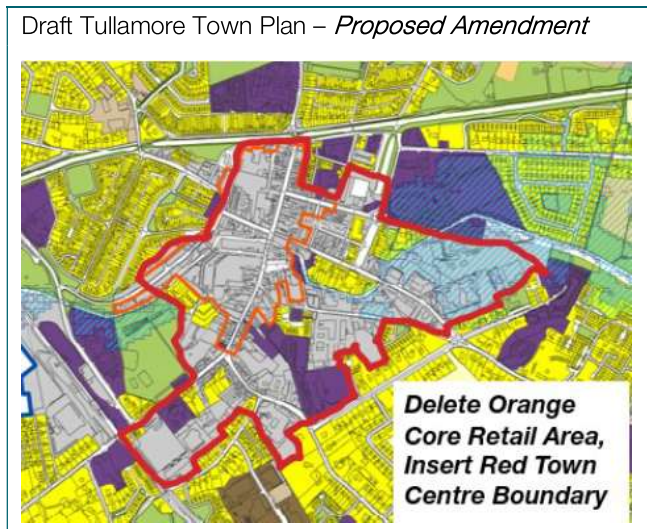 Draft Tullamore Town Plan – Proposed Amendment
Delete Orange
Core Retail Area,
Insert Red Town
Centre Boundary